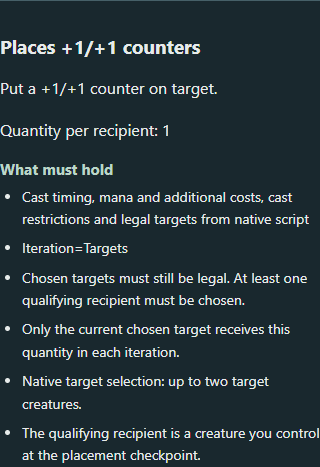 Places +1/+1 counters
Put a +1/+1 counter on target.
Quantity per recipient: 1
What must hold
• Cast timing, mana and additional costs, cast
restrictions and legal targets from native script
• Iteration=Targets
• Chosen targets must still be legal. At least one
qualifying recipient must be chosen.
• Only the current chosen target receives this
quantity in each iteration.
• Native target selection: up to two target
creatures.
• The qualifying recipient is a creature you control
at the placement checkpoint.